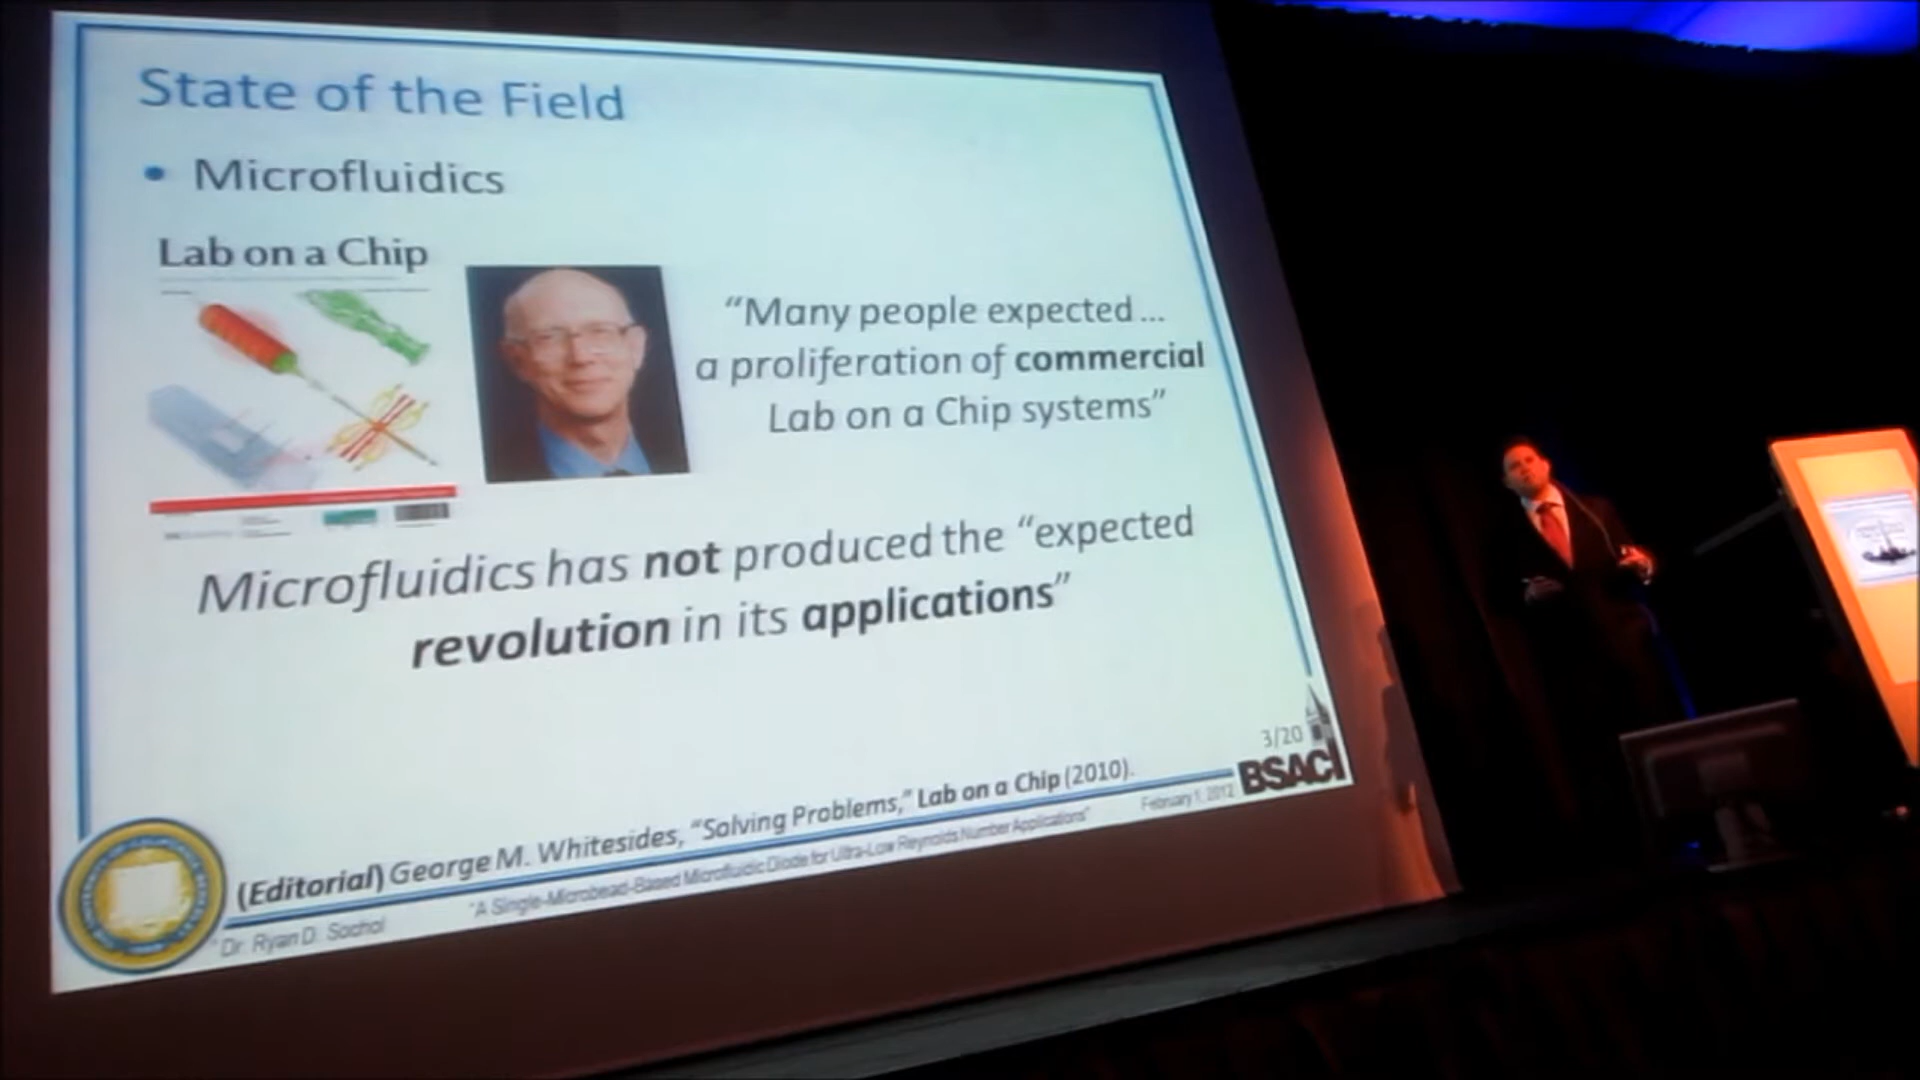 State of the Field
• Microfluidics
Lab on a Chip
“Many people expected...
a proliferation of commercial
Lab on a Chip systems”
Microfluidics has not produced the “expected
revolution in its applications”
3/20
BSAC
(Editorial) George M. Whitesides, “Solving Problems,” Lab on a Chip (2010).
February 1, 2012
Dr. Ryan D. Sochol
“A Single-Microbead-Based Microfluidic Diode for Ultra-Low Reynolds Number Applications”